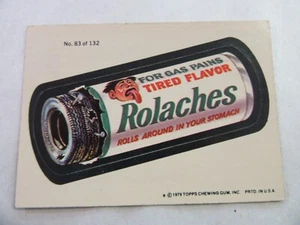 No. 83 of 132
FOR GAS PAINS
TIRED FLAVOR
Rolaches
ROLLS AROUND IN YOUR STOMACH
© 1979 TOPPS CHEWING GUM, INC. PRTD. IN U.S.A.